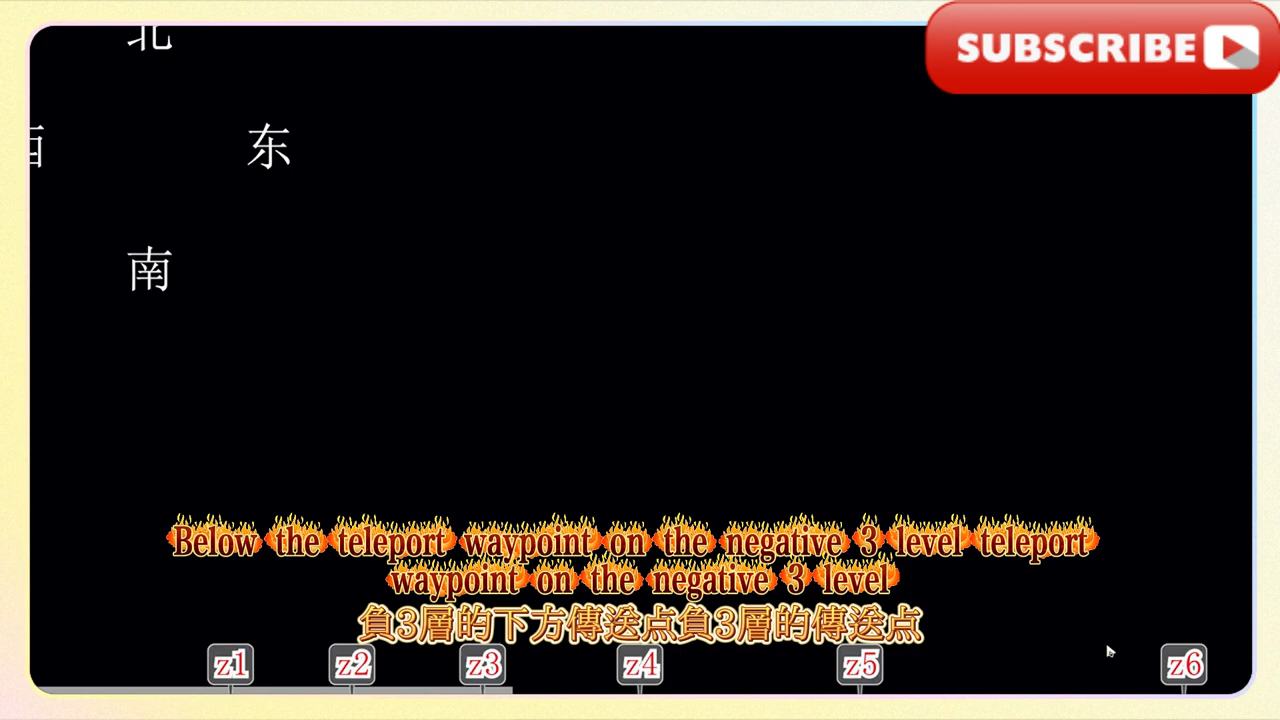 SUBSCRIBE
北
西 东
南
Below the teleport waypoint on the negative 3 level teleport
waypoint on the negative 3 level
負3層的下方傳送点負3層的傳送点
z1 z2 z3 z4 z5 z6